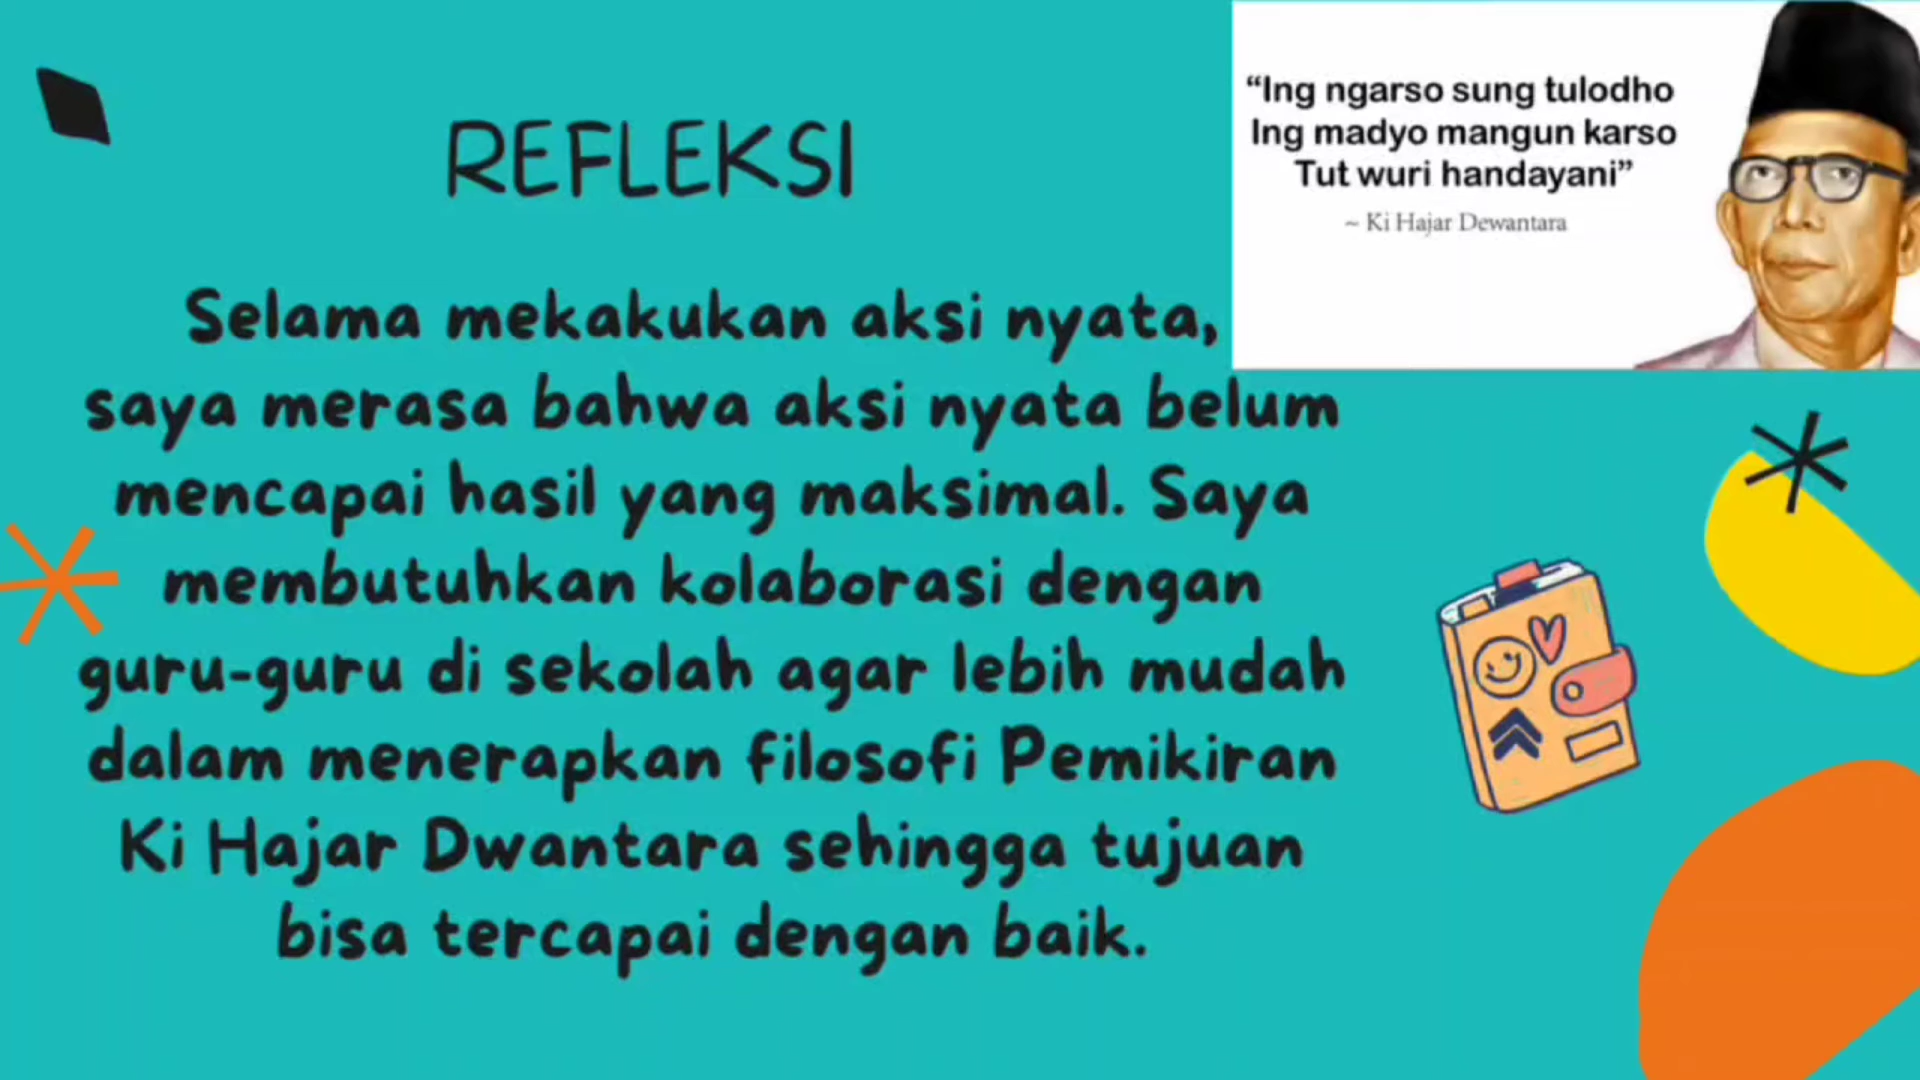 REFLEKSI
Selama mekakukan aksi nyata,
saya merasa bahwa aksi nyata belum
mencapai hasil yang maksimal. Saya
membutuhkan kolaborasi dengan
guru-guru di sekolah agar lebih mudah
dalam menerapkan filosofi Pemikiran
Ki Hajar Dwantara sehingga tujuan
bisa tercapai dengan baik.
“Ing ngarso sung tulodho
Ing madyo mangun karso
Tut wuri handayani”
~ Ki Hajar Dewantara